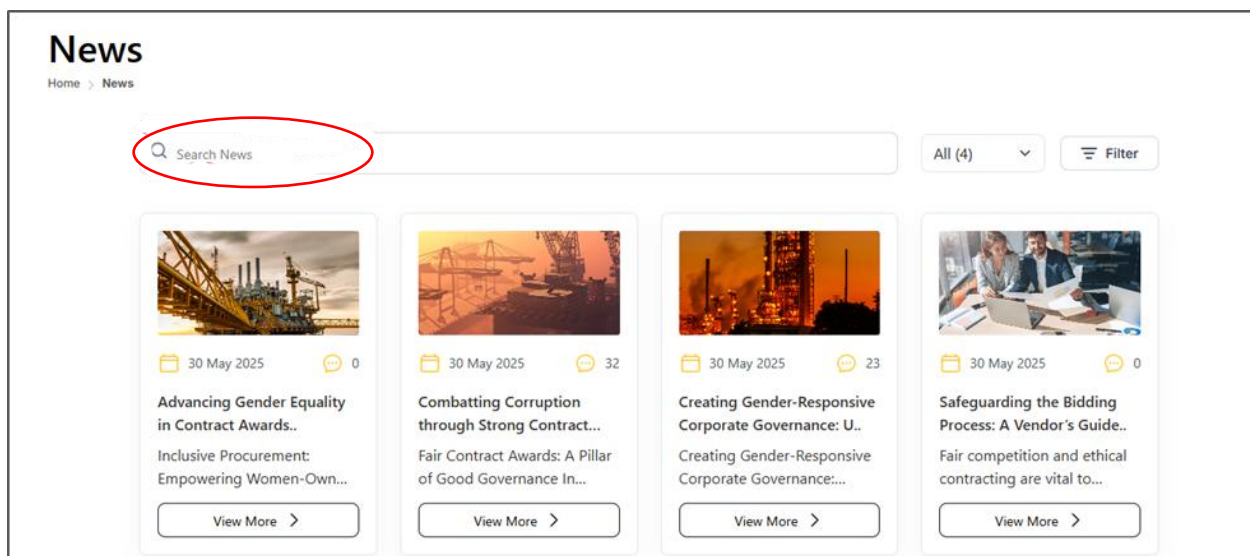 News
Home > News
Search News
All (4)
Filter
30 May 2025 0
30 May 2025 32
30 May 2025 23
30 May 2025 0
Advancing Gender Equality
in Contract Awards..
Combatting Corruption
through Strong Contract...
Creating Gender-Responsive
Corporate Governance: U..
Safeguarding the Bidding
Process: A Vendor's Guide..
Inclusive Procurement:
Empowering Women-Own...
Fair Contract Awards: A Pillar
of Good Governance In...
Creating Gender-Responsive
Corporate Governance:...
Fair competition and ethical
contracting are vital to...
View More >
View More >
View More >
View More >